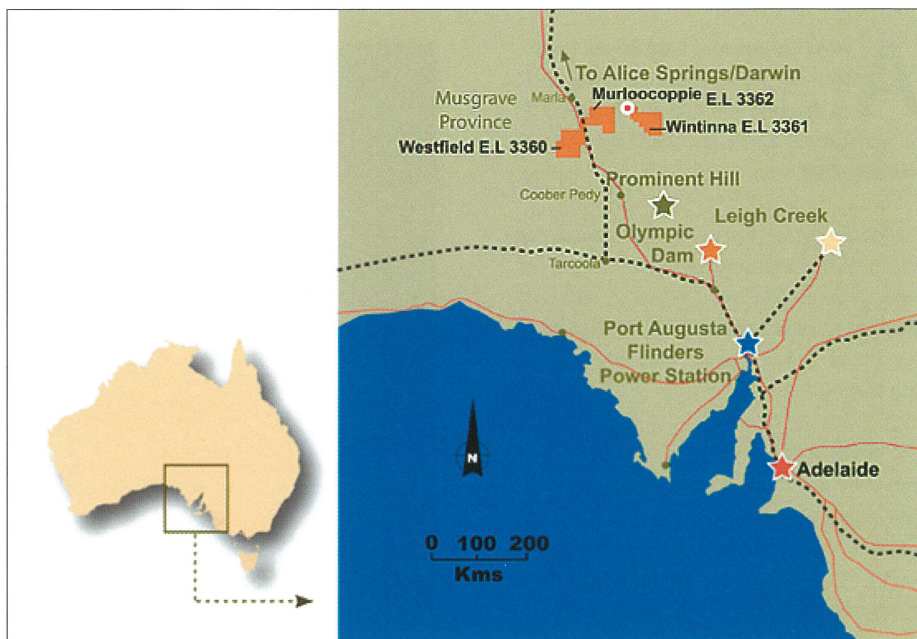 To Alice Springs/Darwin
Murloocoppie E.L 3362
Marla
Musgrave
Province
Wintinna E.L 3361
Westfield E.L 3360
Prominent Hill
Coober Pedy
Leigh Creek
Olympic
Dam
Tarcoola
Port Augusta
Flinders
Power Station
N
Adelaide
0 100 200
Kms